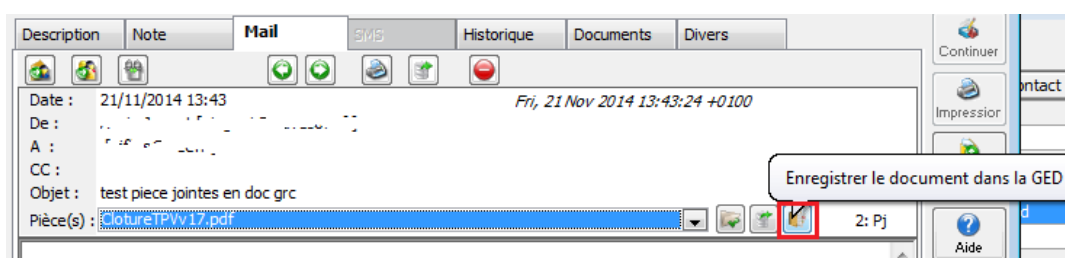 Description Note Mail SMS Historique Documents Divers
Continuer
Date : 21/11/2014 13:43 Fri, 21 Nov 2014 13:43:24 +0100
ontact
Impression
De :
A :
CC :
Enregistrer le document dans la GED
Objet : test piece jointes en doc grc
Pièce(s) : ClotureTPVv17.pdf 2: Pj
d
Aide